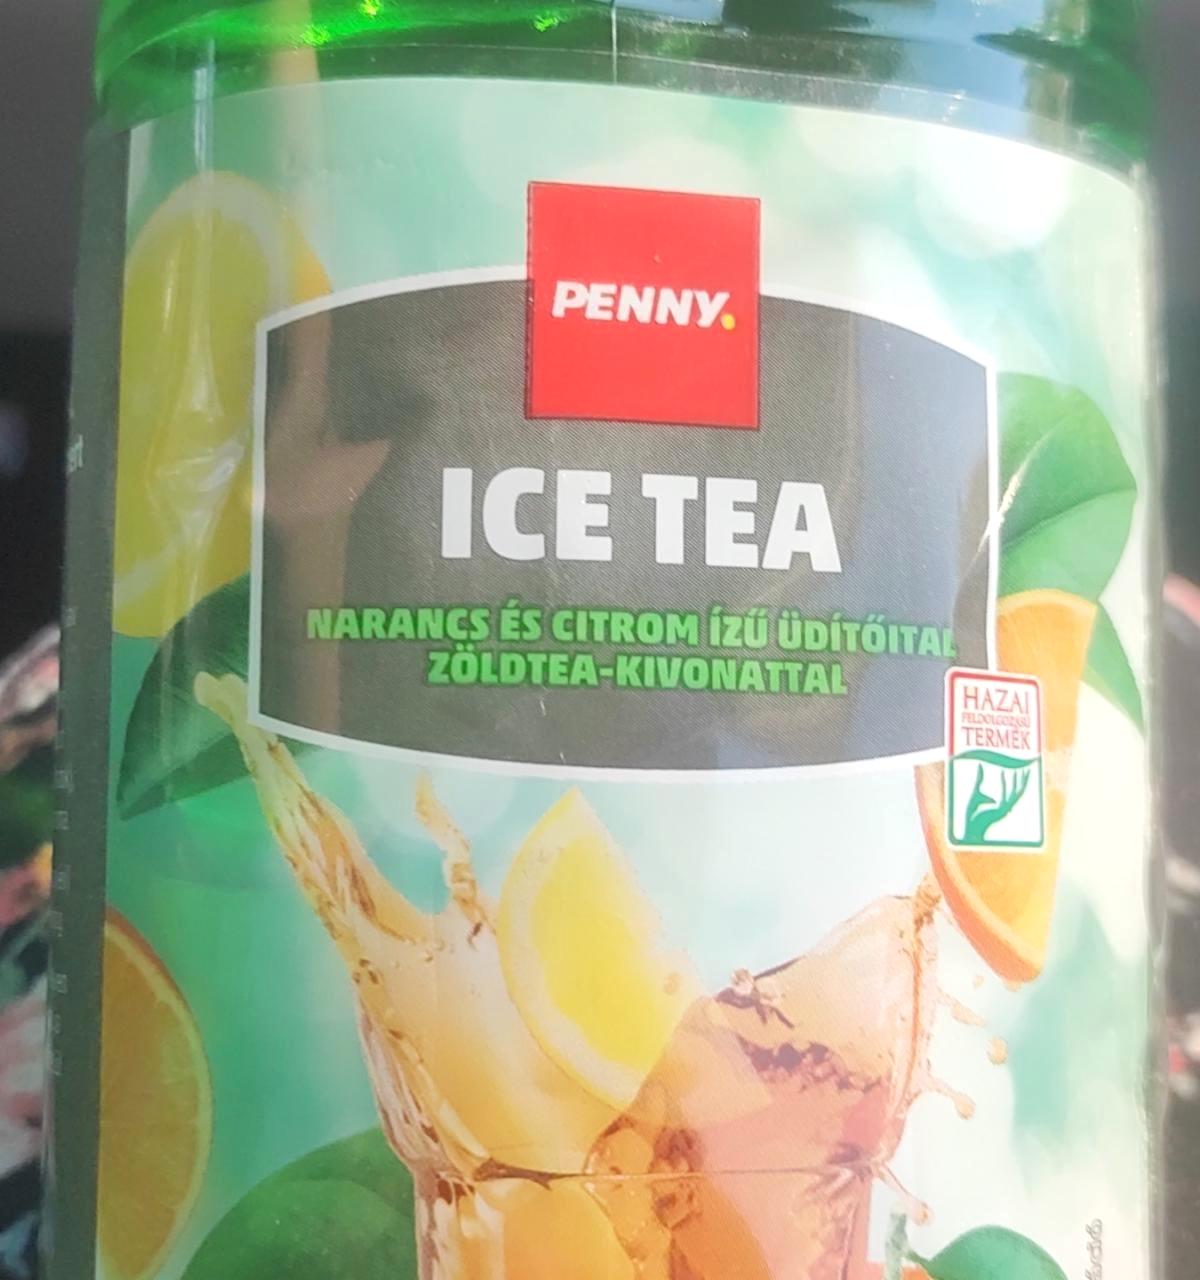 PENNY.
ICE TEA
NARANCS ÉS CITROM ÍZŰ ÜDÍTŐITAL
ZÖLDTEA-KIVONATTAL
HAZAI
FELDOLGOZÁSÚ
TERMÉK